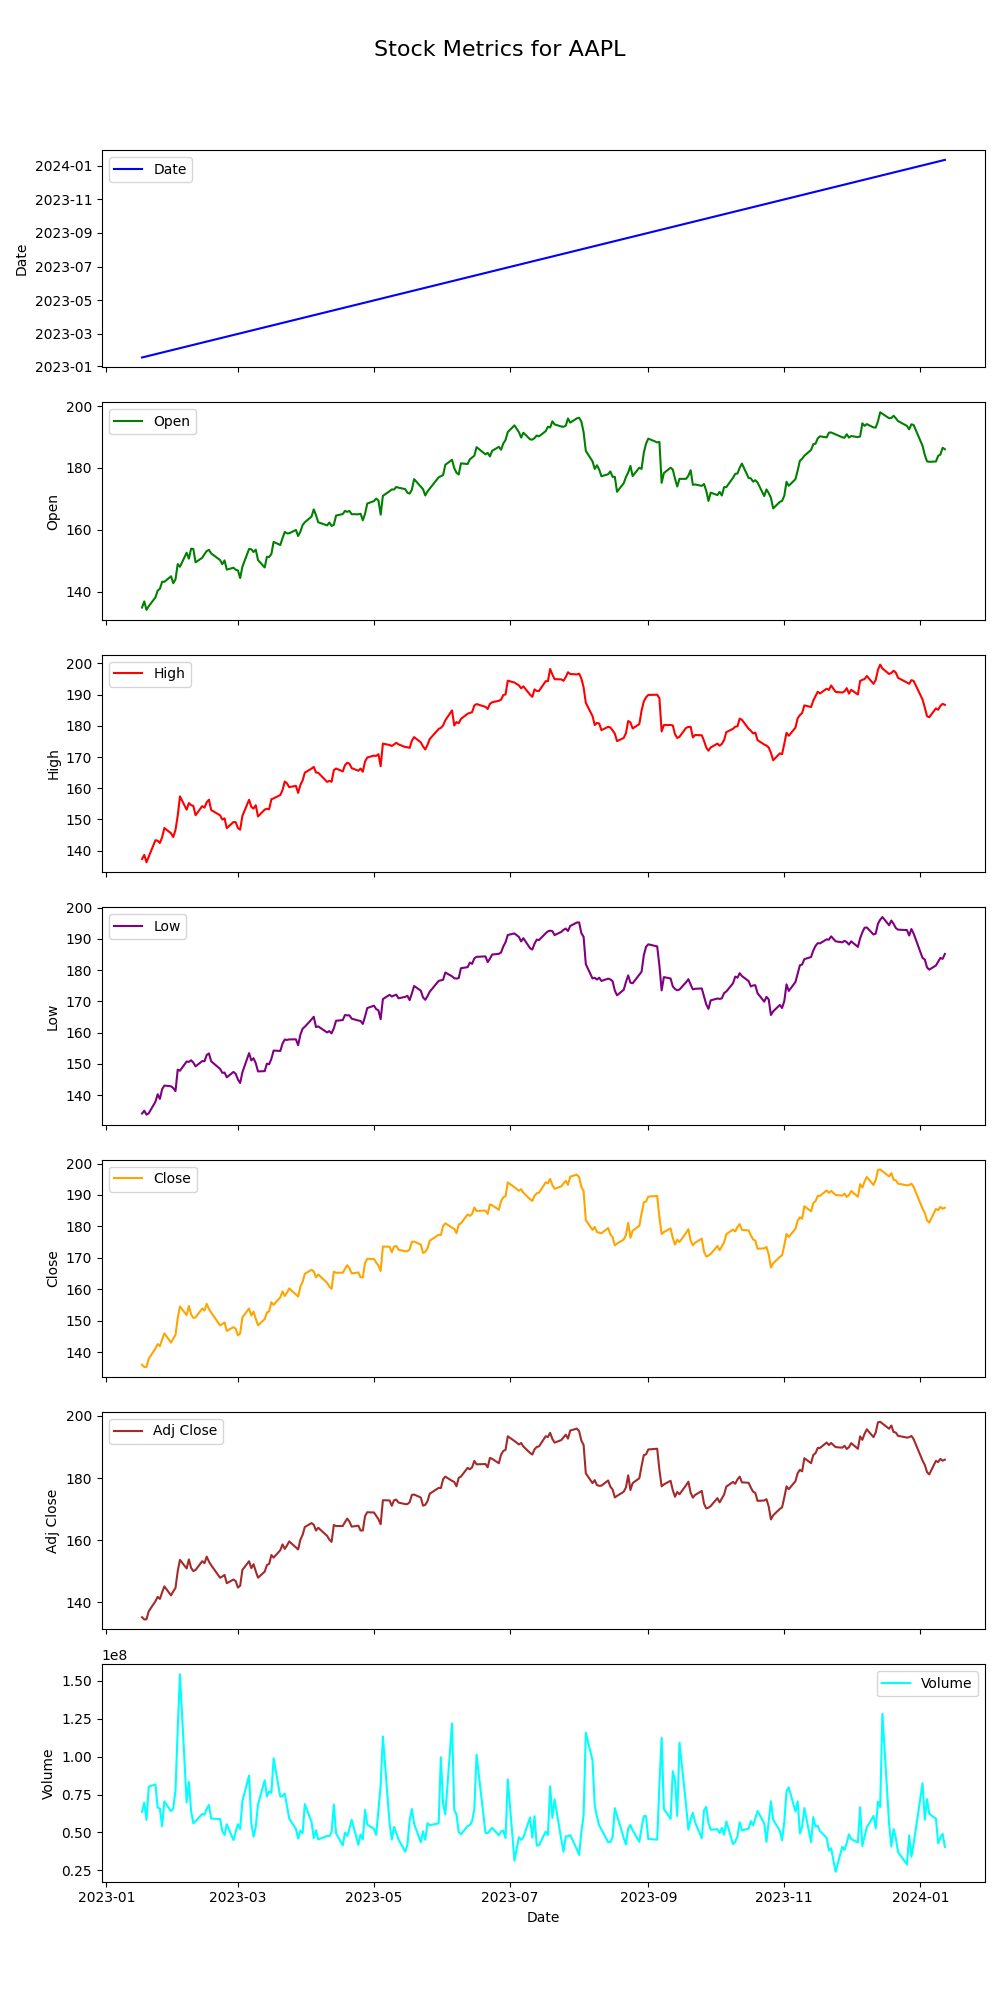 Stock Metrics for AAPL
2024-01
2023-11
2023-09
2023-07
2023-05
2023-03
2023-01
Date
Date
200
180
160
140
Open
Open
200
190
180
170
160
150
140
High
High
200
190
180
170
160
150
140
Low
Low
200
190
180
170
160
150
140
Close
Close
200
180
160
140
Adj Close
Adj Close
1e8
1.50
1.25
1.00
0.75
0.50
0.25
Volume
Volume
2023-01 2023-03 2023-05 2023-07 2023-09 2023-11 2024-01
Date